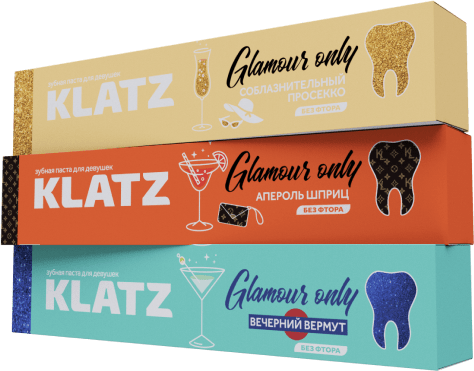 зубная паста для девушек
KLATZ
Glamour only
СОБЛАЗНИТЕЛЬНЫЙ
ПРОСЕККО
БЕЗ ФТОРА
зубная паста для девушек
KLATZ
Glamour only
АПЕРОЛЬ ШПРИЦ
БЕЗ ФТОРА
зубная паста для девушек
KLATZ
Glamour only
ВЕЧЕРНИЙ ВЕРМУТ
БЕЗ ФТОРА